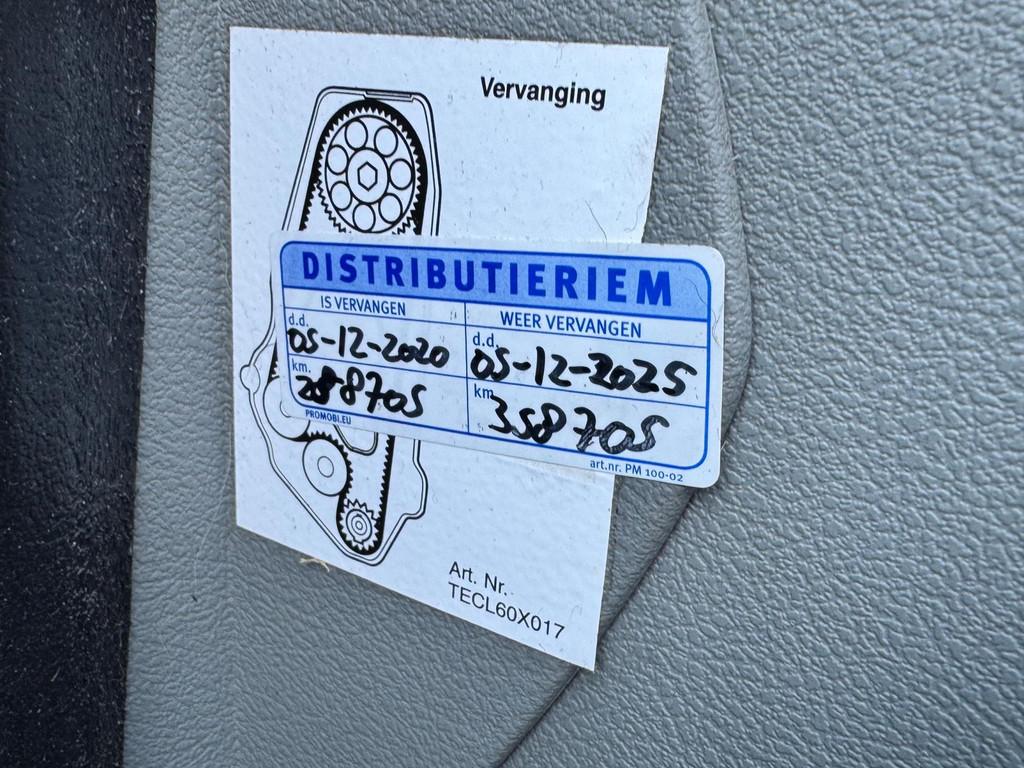 Vervanging
DISTRIBUTIERIEM
IS VERVANGEN
WEER VERVANGEN
d.d.
05-12-2020
d.d.
05-12-2025
km.
288705
km.
358705
PROMOBI.EU
art.nr. PM 100-02
Art. Nr.
TECL60X017